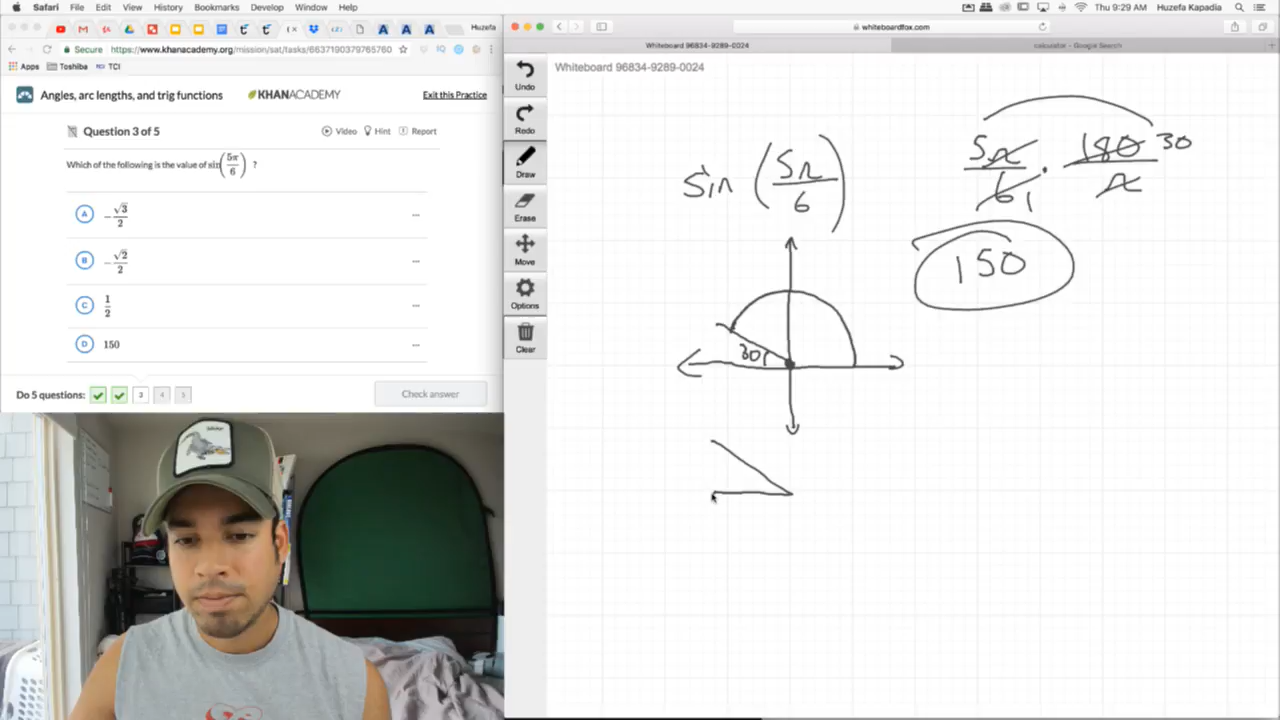 Safari File Edit View History Bookmarks Develop Window Help
Thu 9:29 AM Huzefa Kapadia
Huzefa
Secure https://www.khanacademy.org/mission/sat/tasks/6637190379765760
Apps Toshiba TCI
whiteboardfox.com
Whiteboard 96834-9289-0024
calculator - Google Search
Angles, arc lengths, and trig functions
KHANACADEMY
Exit this Practice
Question 3 of 5
Video Hint Report
Which of the following is the value of sin(5π/6) ?
A -√3/2
B -√2/2
C 1/2
D 150
Do 5 questions: 3 4 5
Check answer
Undo
Redo
Draw
Erase
Move
Options
Clear
Whiteboard 96834-9289-0024
sin (5π/6)
5π/6 1 · 180/π 30
150
30